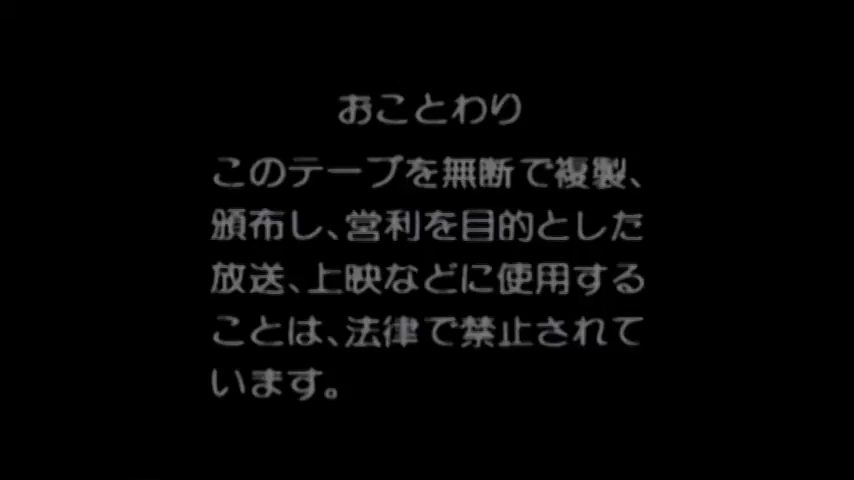 おことわり
このテープを無断で複製、
頒布し、営利を目的とした
放送、上映などに使用する
ことは、法律で禁止されて
います。